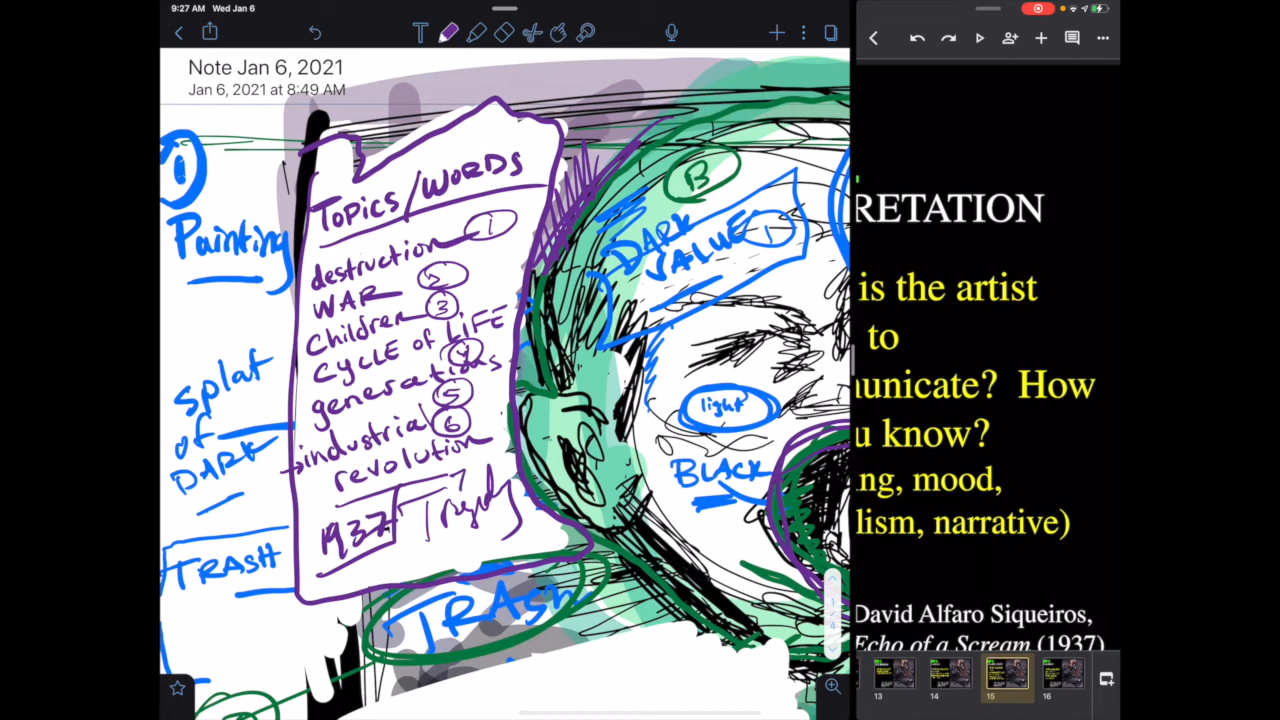 9:27 AM Wed Jan 6
Note Jan 6, 2021
Jan 6, 2021 at 8:49 AM
1
Painting
splat
of
DARK
TRASH
TOPICS/WORDS
destruction 1
WAR 2
Children 3
CYCLE OF LIFE 4
generations 5
industrial 6
revolution
1937
TRASH
B
DARK
VALUE 1
light
BLACK
1
4
RETATION
is the artist
to
municate? How
u know?
ng, mood,
lism, narrative)
David Alfaro Siqueiros,
Echo of a Scream (1937)
13
14
15
16